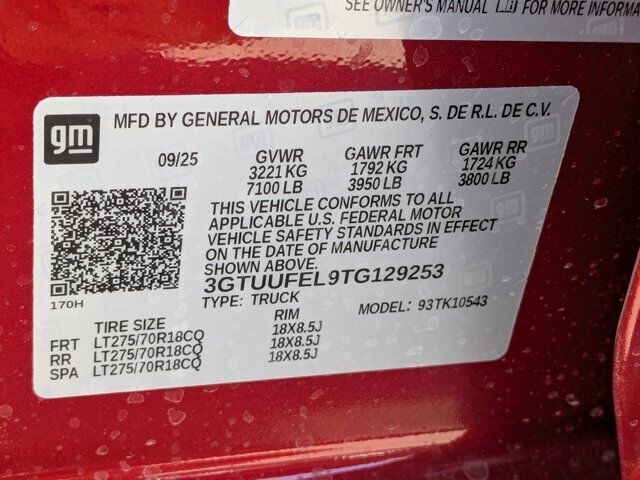 SEE OWNER'S MANUAL FOR MORE INFORMA
gm
MFD BY GENERAL MOTORS DE MEXICO, S. DE R.L. DE C.V.
09/25 GVWR GAWR FRT GAWR RR
3221 KG 1792 KG 1724 KG
7100 LB 3950 LB 3800 LB
THIS VEHICLE CONFORMS TO ALL
APPLICABLE U.S. FEDERAL MOTOR
VEHICLE SAFETY STANDARDS IN EFFECT
ON THE DATE OF MANUFACTURE
SHOWN ABOVE.
3GTUUFEL9TG129253
170H
TYPE: TRUCK MODEL: 93TK10543
TIRE SIZE RIM
FRT LT275/70R18CQ 18X8.5J
RR LT275/70R18CQ 18X8.5J
SPA LT275/70R18CQ 18X8.5J